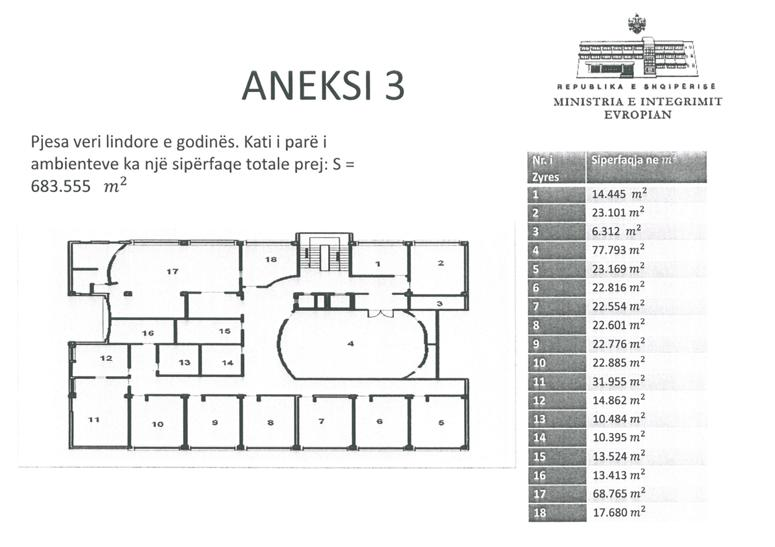 ANEKSI 3
REPUBLIKA E SHQIPËRISË
MINISTRIA E INTEGRIMIT
EVROPIAN
Pjesa veri lindore e godinës. Kati i parë i
ambienteve ka një sipërfaqe totale prej: S =
683.555 m²
17
18
1
2
3
4
16
15
12
13
14
11
10
9
8
7
6
5
Nr. i Zyres Siperfaqja ne m²
1 14.445 m²
2 23.101 m²
3 6.312 m²
4 77.793 m²
5 23.169 m²
6 22.816 m²
7 22.554 m²
8 22.601 m²
9 22.776 m²
10 22.885 m²
11 31.955 m²
12 14.862 m²
13 10.484 m²
14 10.395 m²
15 13.524 m²
16 13.413 m²
17 68.765 m²
18 17.680 m²